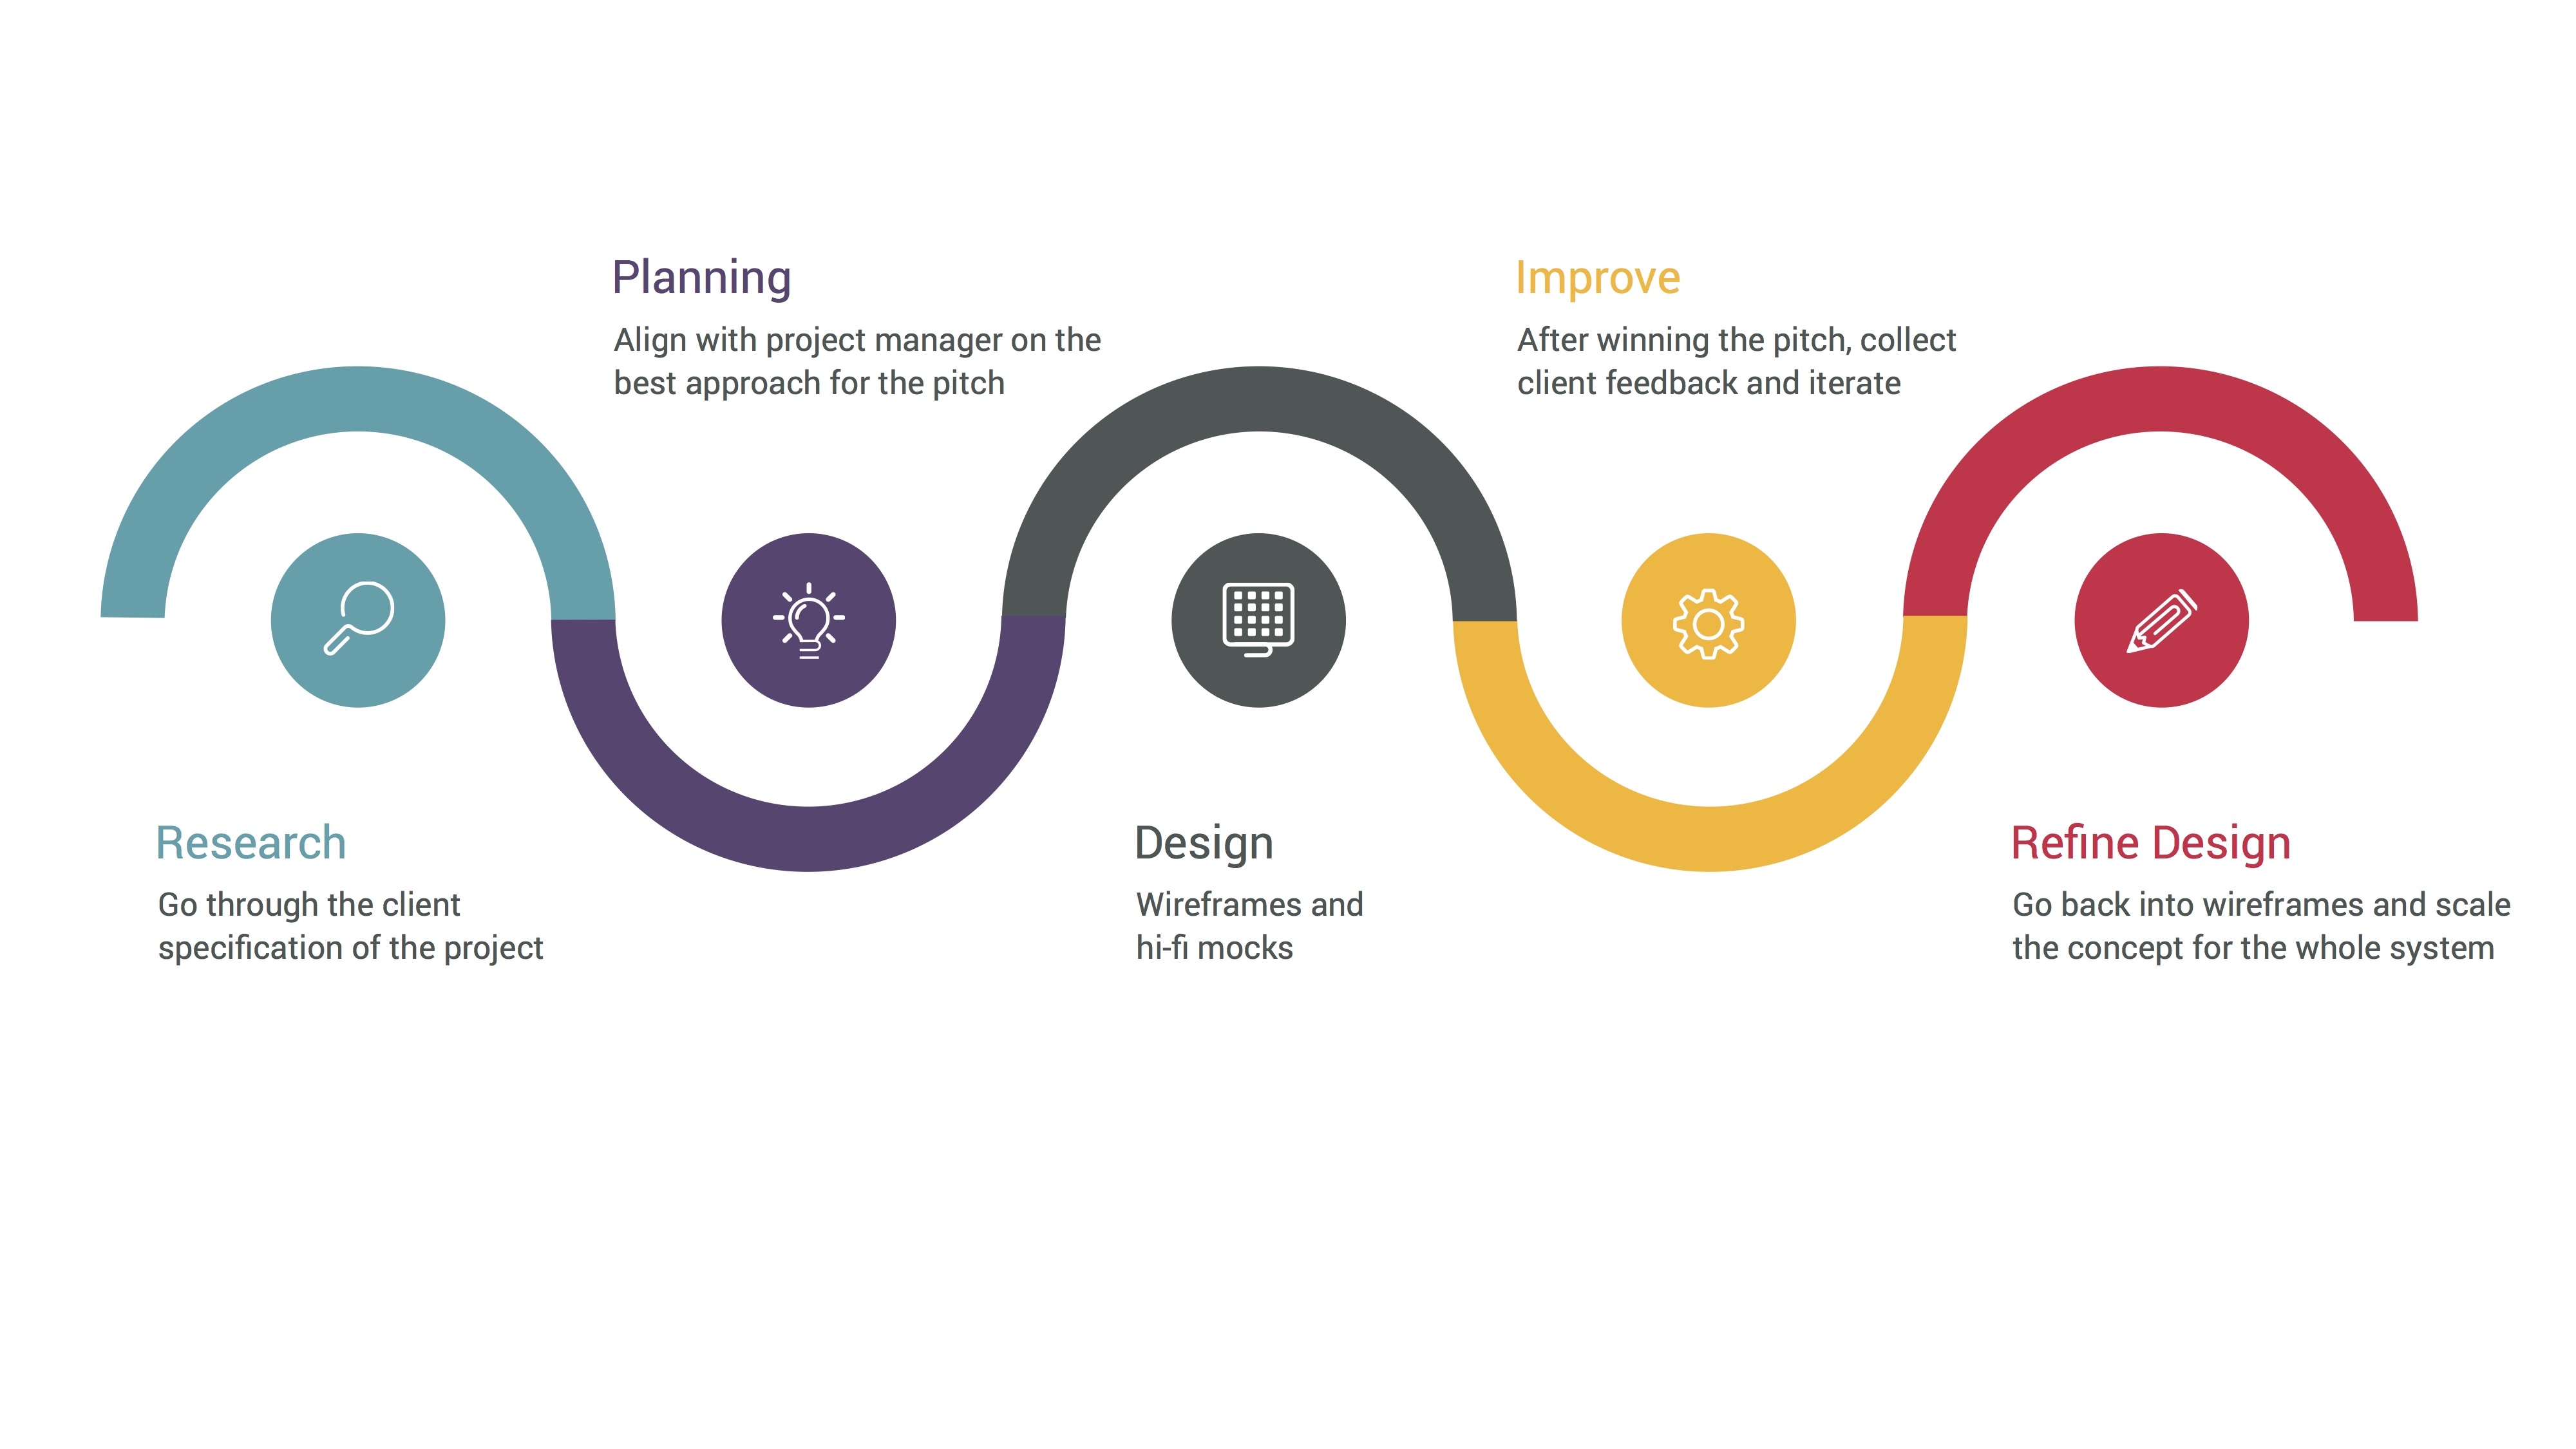 Research
Go through the client
specification of the project
Planning
Align with project manager on the
best approach for the pitch
Design
Wireframes and
hi-fi mocks
Improve
After winning the pitch, collect
client feedback and iterate
Refine Design
Go back into wireframes and scale
the concept for the whole system